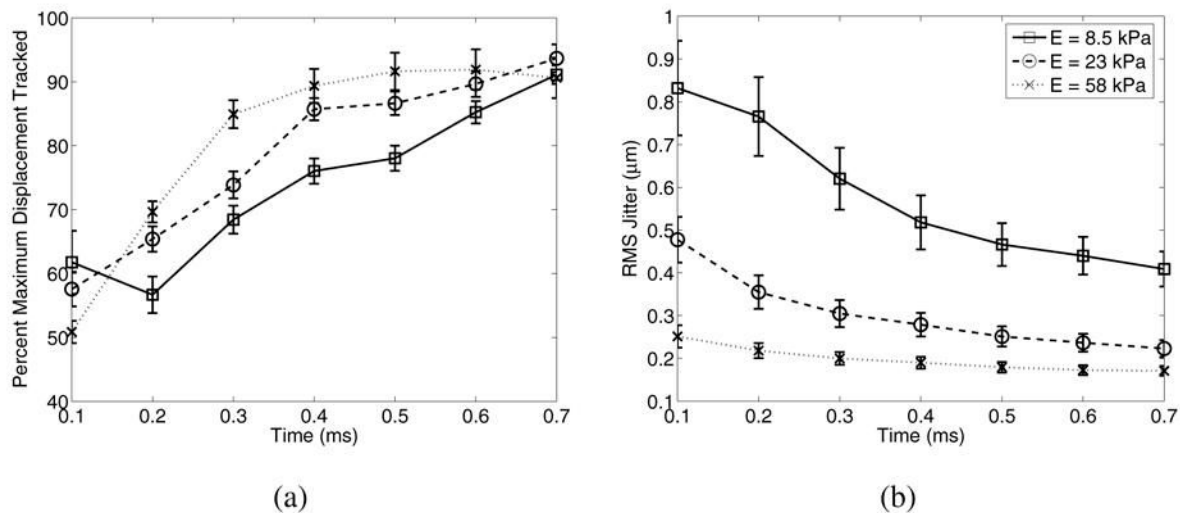 100
90
80
70
60
50
40
Percent Maximum Displacement Tracked
0.1 0.2 0.3 0.4 0.5 0.6 0.7
Time (ms)
(a)
1
0.9
0.8
0.7
0.6
0.5
0.4
0.3
0.2
0.1
RMS Jitter (μm)
E = 8.5 kPa
E = 23 kPa
E = 58 kPa
0.1 0.2 0.3 0.4 0.5 0.6 0.7
Time (ms)
(b)